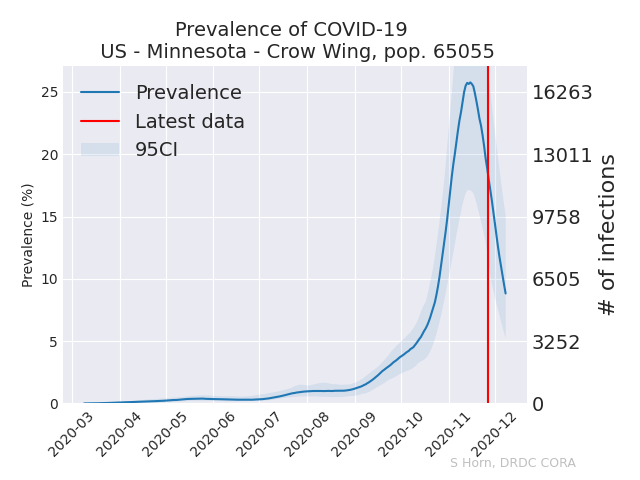 Prevalence of COVID-19
US - Minnesota - Crow Wing, pop. 65055
Prevalence
Latest data
95CI
Prevalence (%)
25
20
15
10
5
0
16263
13011
9758
6505
3252
0
# of infections
2020-03
2020-04
2020-05
2020-06
2020-07
2020-08
2020-09
2020-10
2020-11
2020-12
S Horn, DRDC CORA